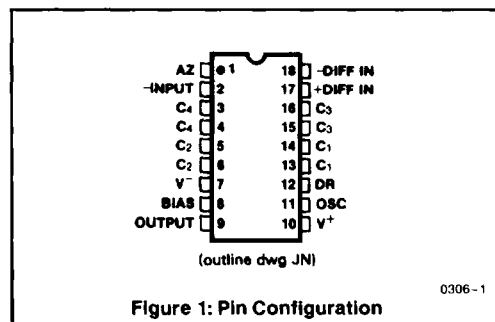 AZ 1 18 -DIFF IN
-INPUT 2 17 +DIFF IN
C4 3 16 C3
C4 4 15 C3
C2 5 14 C1
C2 6 13 C1
V- 7 12 DR
BIAS 8 11 OSC
OUTPUT 9 10 V+
(outline dwg JN)
0306-1
Figure 1: Pin Configuration